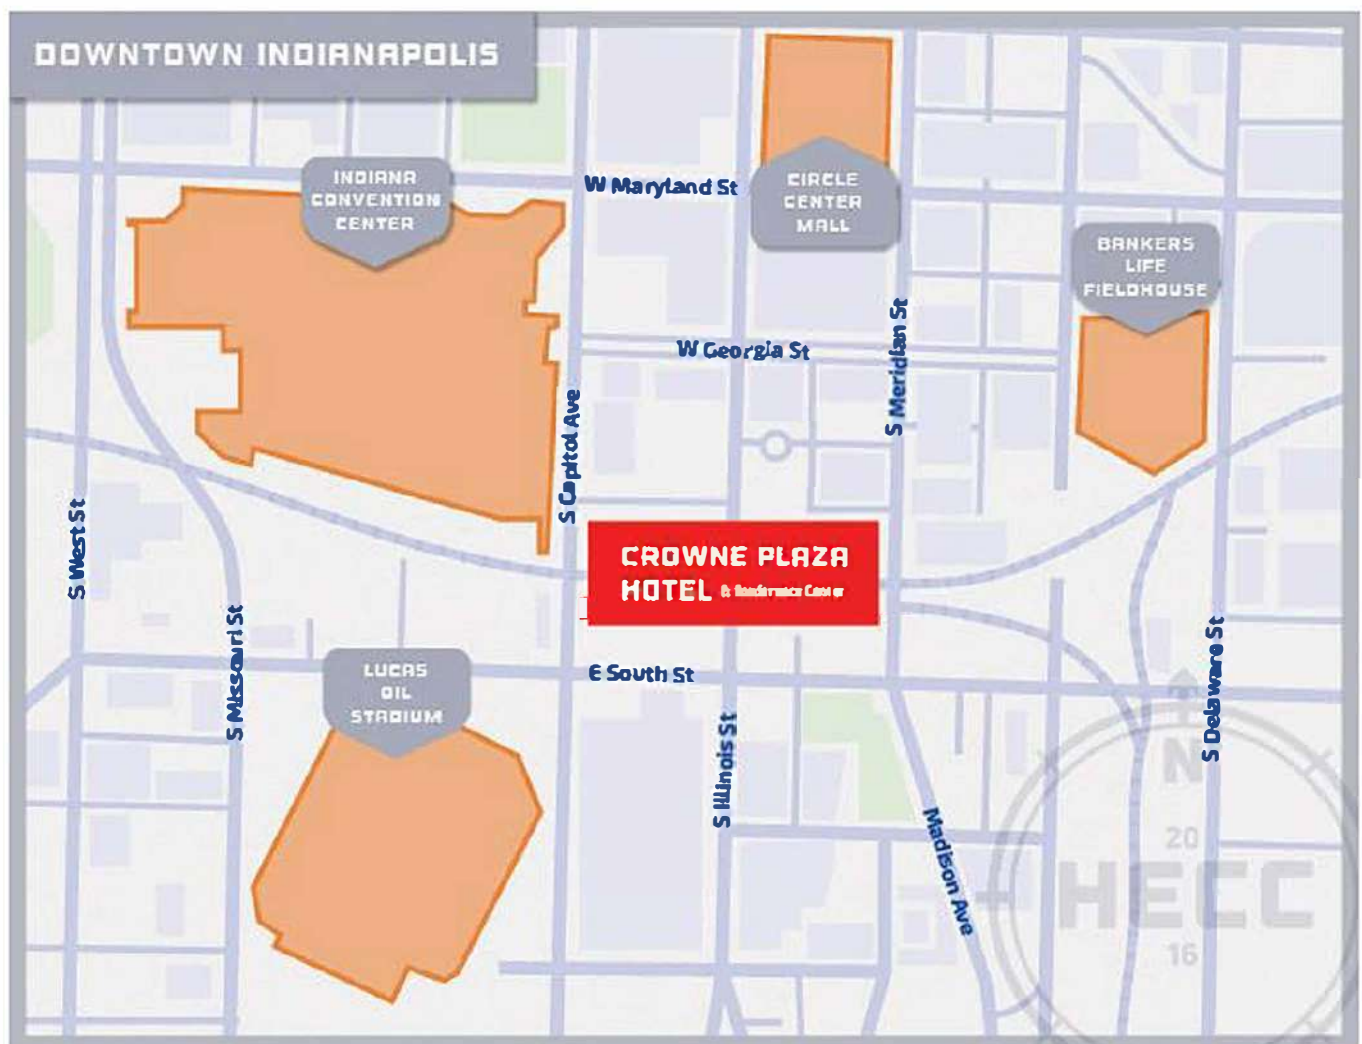 DOWNTOWN INDIANAPOLIS
INDIANA
CONVENTION
CENTER
W Maryland St
CIRCLE
CENTER
MALL
BANKERS
LIFE
FIELDHOUSE
W Georgia St
S Meridian St
S Capitol Ave
S West St
CROWNE PLAZA
HOTEL
S Missouri St
LUCAS
OIL
STADIUM
E South St
S Illinois St
S Delaware St
Madison Ave
N
20
HECC
16